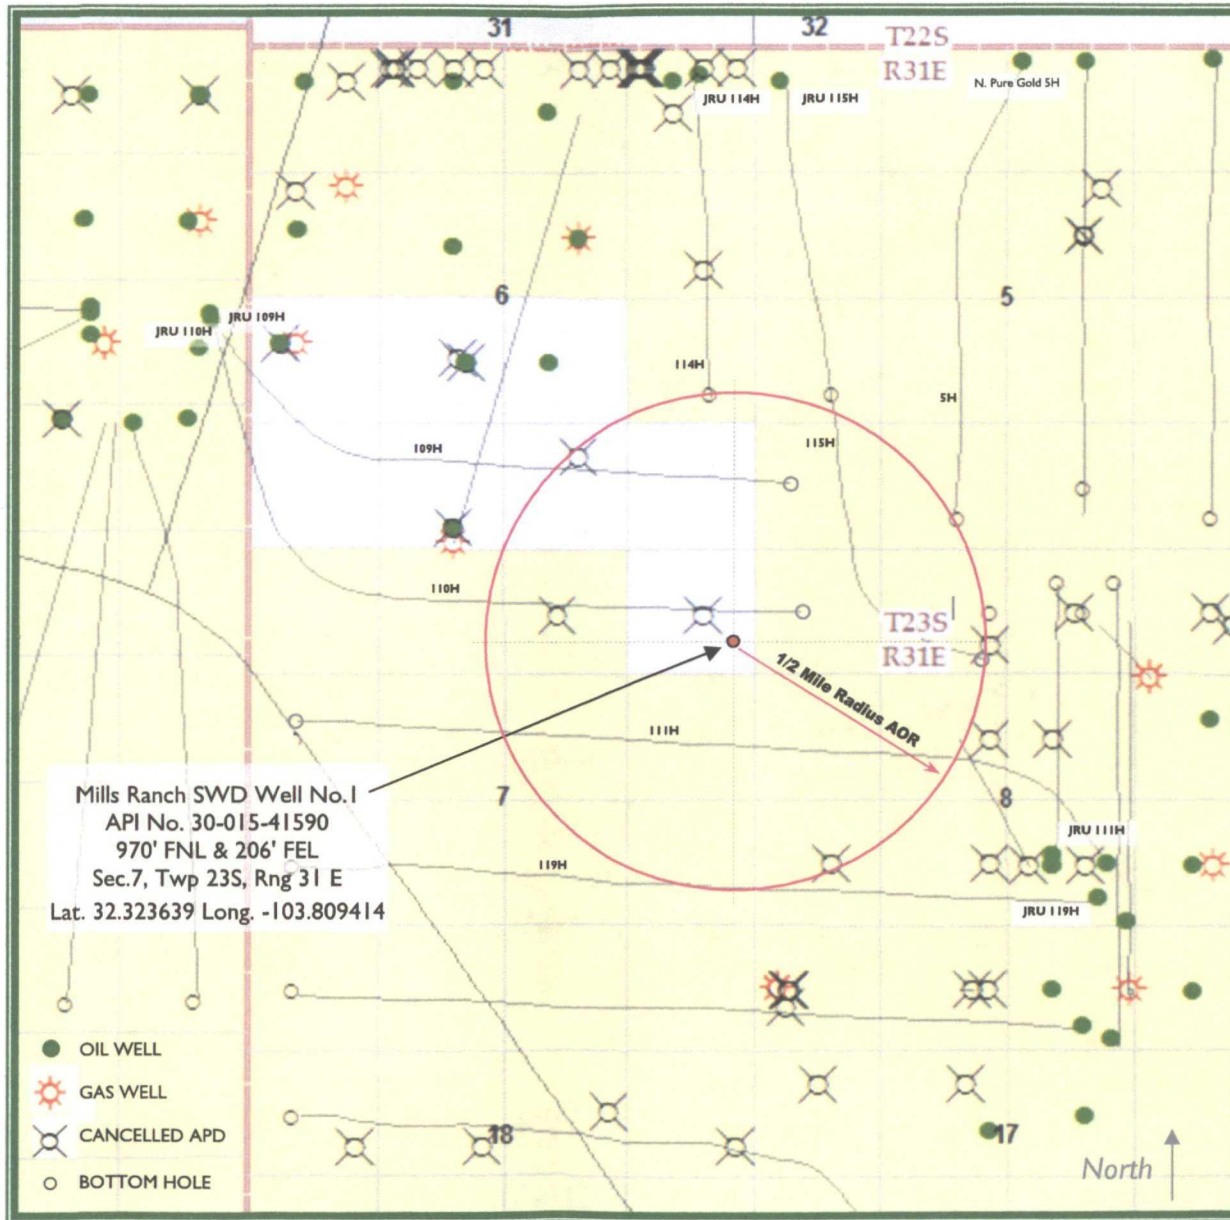 31
32
T22S
R31E
N. Pure Gold 5H
JRU 114H
JRU 115H
6
5
JRU 109H
JRU 110H
114H
5H
109H
115H
110H
T23S
R31E
1/2 Mile Radius AOR
111H
Mills Ranch SWD Well No.1
API No. 30-015-41590
970' FNL & 206' FEL
Sec.7, Twp 23S, Rng 31 E
Lat. 32.323639 Long. -103.809414
7
8
JRU 111H
119H
JRU 119H
OIL WELL
GAS WELL
CANCELLED APD
BOTTOM HOLE
18
17
North